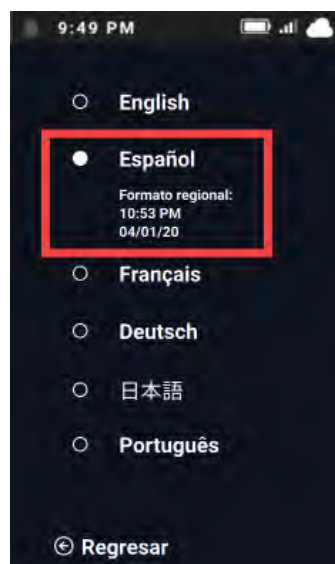 9:49 PM
English
Español
Formato regional:
10:53 PM
04/01/20
Français
Deutsch
日本語
Português
Regresar